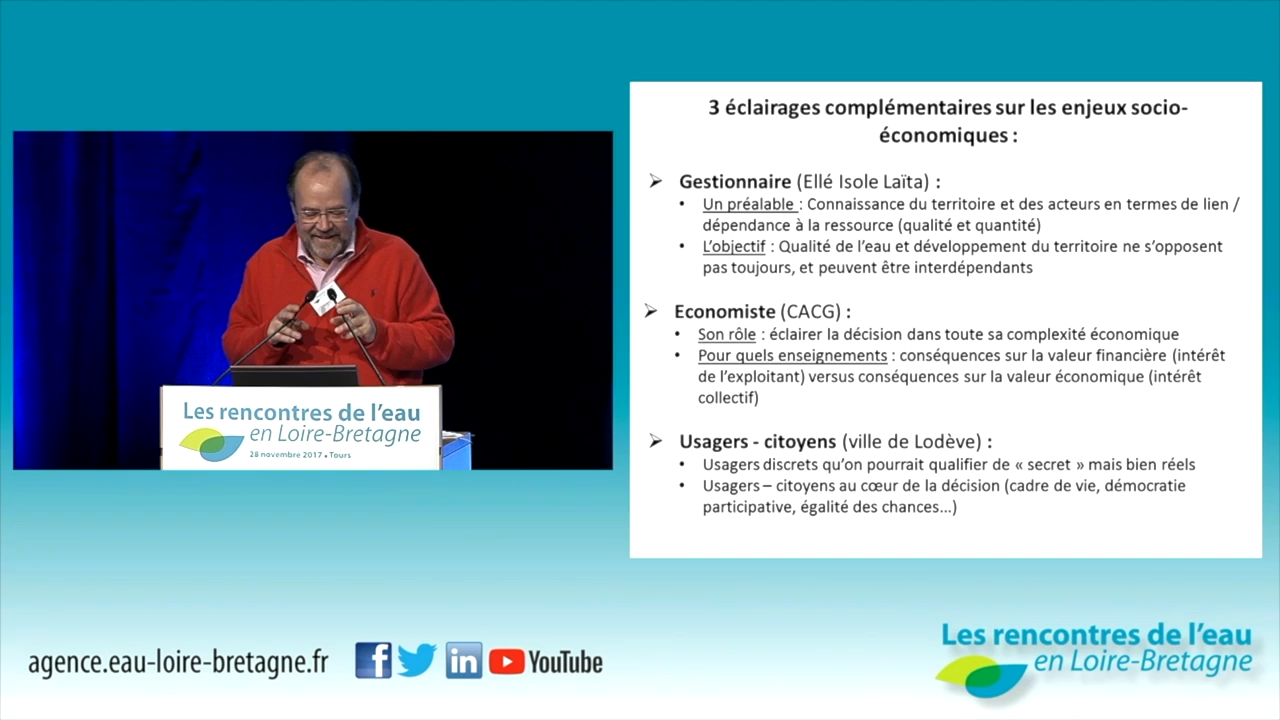 3 éclairages complémentaires sur les enjeux socio-
économiques :
➢ Gestionnaire (Ellé Isole Laïta) :
• Un préalable : Connaissance du territoire et des acteurs en termes de lien /
dépendance à la ressource (qualité et quantité)
• L'objectif : Qualité de l'eau et développement du territoire ne s'opposent
pas toujours, et peuvent être interdépendants
➢ Economiste (CACG) :
• Son rôle : éclairer la décision dans toute sa complexité économique
• Pour quels enseignements : conséquences sur la valeur financière (intérêt
de l'exploitant) versus conséquences sur la valeur économique (intérêt
collectif)
➢ Usagers - citoyens (ville de Lodève) :
• Usagers discrets qu'on pourrait qualifier de « secret » mais bien réels
• Usagers – citoyens au cœur de la décision (cadre de vie, démocratie
participative, égalité des chances...)
Les rencontres de l'eau
en Loire-Bretagne
28 novembre 2017 • Tours
agence.eau-loire-bretagne.fr
f
in
YouTube
Les rencontres de l'eau
en Loire-Bretagne